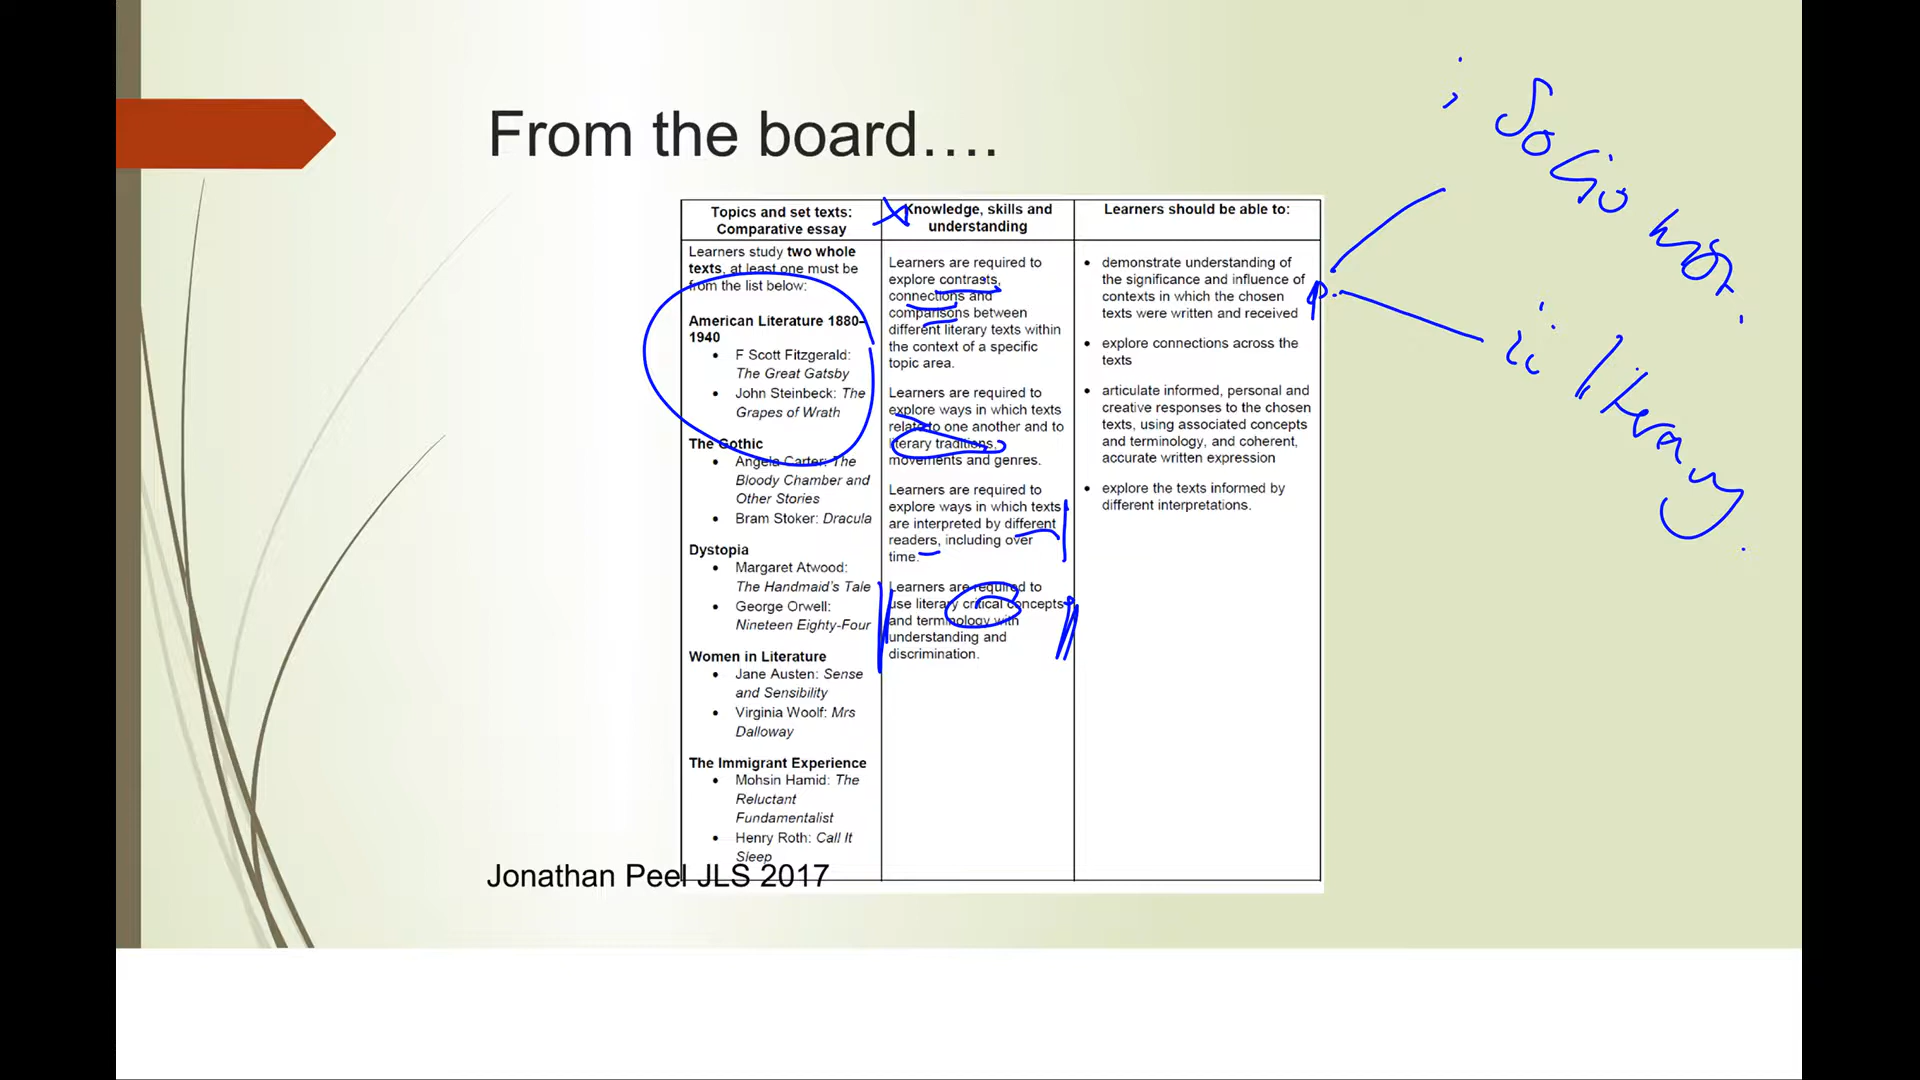 From the board….
Topics and set texts:
Comparative essay
Learners study two whole
texts, at least one must be
from the list below:
American Literature 1880–
1940
• F Scott Fitzgerald:
The Great Gatsby
• John Steinbeck: The
Grapes of Wrath
The Gothic
• Angela Carter: The
Bloody Chamber and
Other Stories
• Bram Stoker: Dracula
Dystopia
• Margaret Atwood:
The Handmaid's Tale
• George Orwell:
Nineteen Eighty-Four
Women in Literature
• Jane Austen: Sense
and Sensibility
• Virginia Woolf: Mrs
Dalloway
The Immigrant Experience
• Mohsin Hamid: The
Reluctant
Fundamentalist
• Henry Roth: Call It
Sleep
Knowledge, skills and
understanding
Learners are required to
explore contrasts,
connections and
comparisons between
different literary texts within
the context of a specific
topic area.
Learners are required to
explore ways in which texts
relate to one another and to
literary traditions,
movements and genres.
Learners are required to
explore ways in which texts
are interpreted by different
readers, including over
time.
Learners are required to
use literary critical concepts
and terminology with
understanding and
discrimination.
Learners should be able to:
• demonstrate understanding of
the significance and influence of
contexts in which the chosen
texts were written and received
• explore connections across the
texts
• articulate informed, personal and
creative responses to the chosen
texts, using associated concepts
and terminology, and coherent,
accurate written expression
• explore the texts informed by
different interpretations.
i Socio
ii literary.
Jonathan Peel JLS 2017